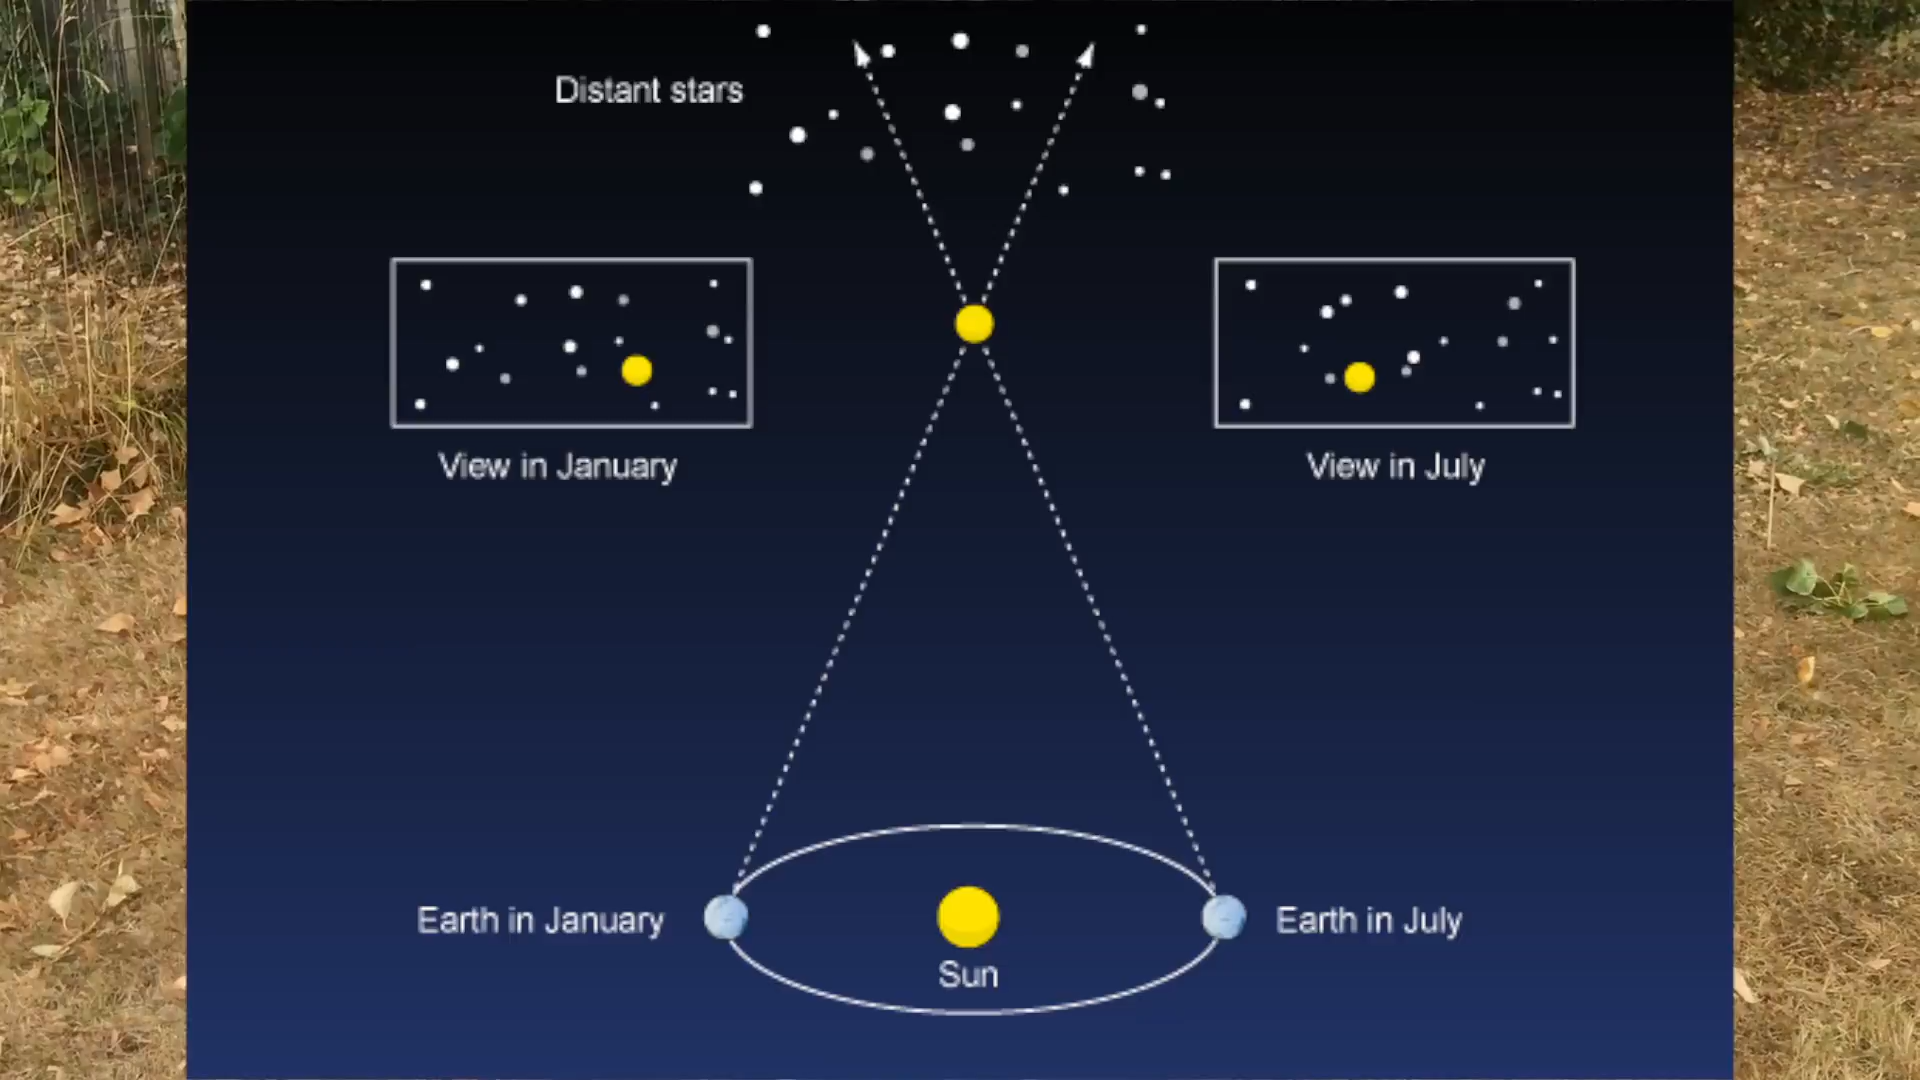 Distant stars
View in January
View in July
Earth in January
Earth in July
Sun